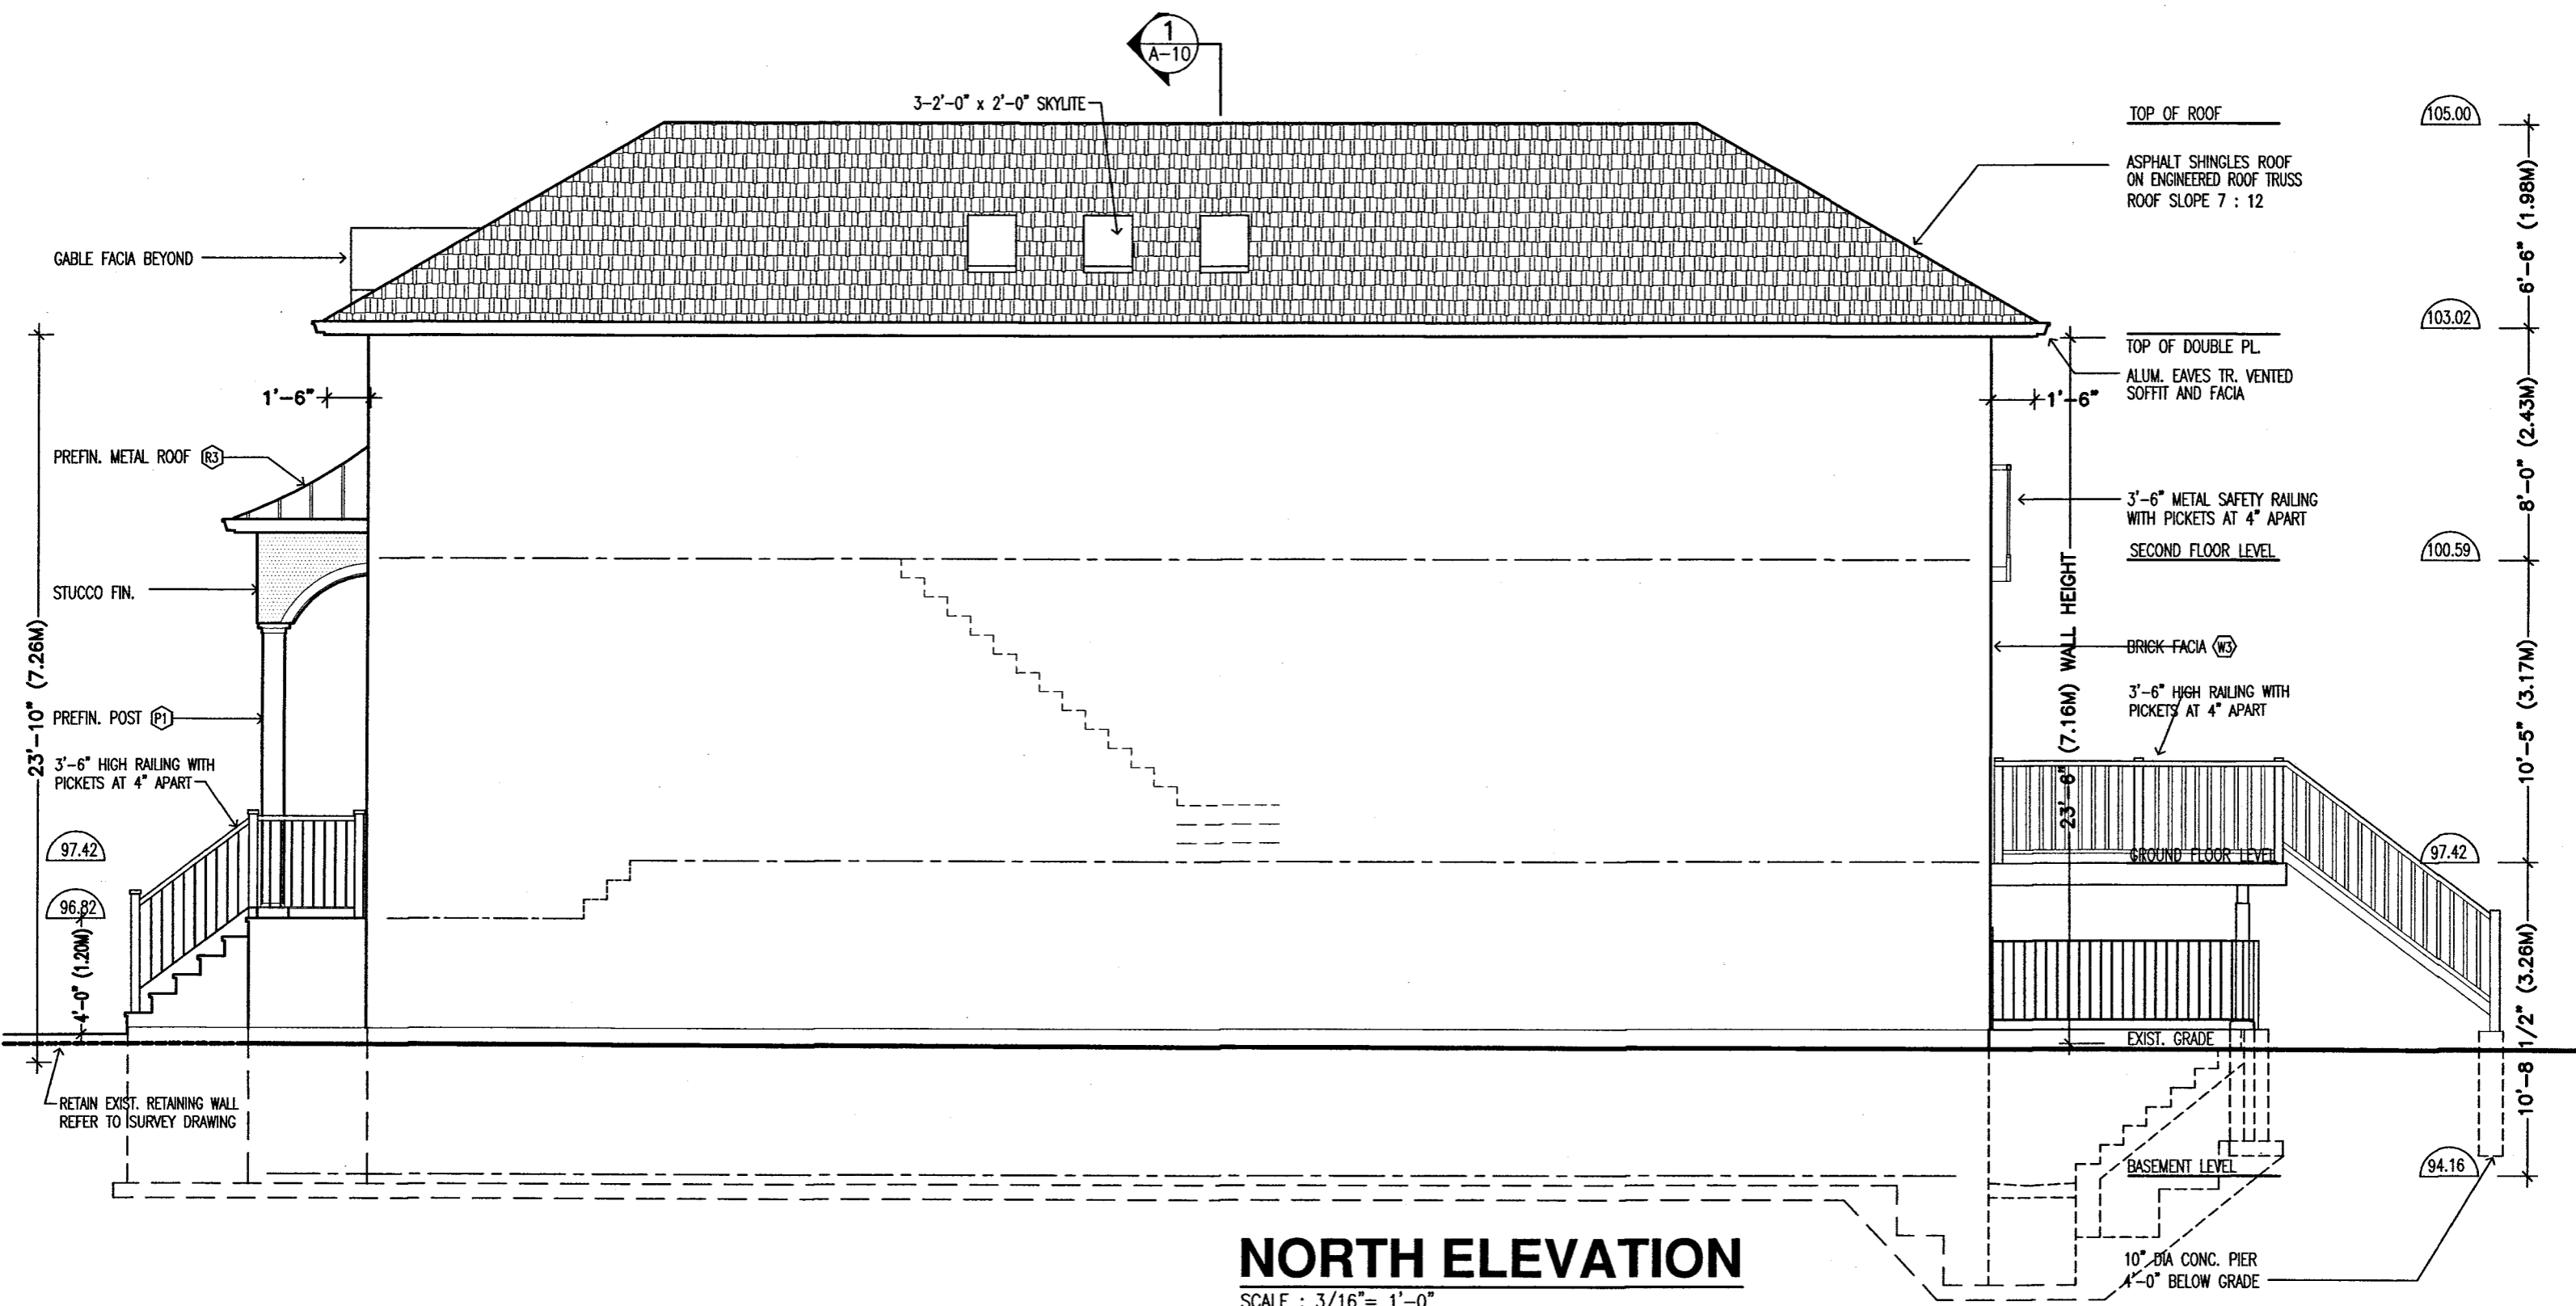 1
A-10
3-2'-0" x 2'-0" SKYLITE
TOP OF ROOF
105.00
ASPHALT SHINGLES ROOF
ON ENGINEERED ROOF TRUSS
ROOF SLOPE 7 : 12
6'-6" (1.98M)
GABLE FACIA BEYOND
103.02
TOP OF DOUBLE PL.
ALUM. EAVES TR. VENTED
SOFFIT AND FACIA
1'-6"
1'-6"
8'-0" (2.43M)
PREFIN. METAL ROOF R3
3'-6" METAL SAFETY RAILING
WITH PICKETS AT 4" APART
SECOND FLOOR LEVEL
100.59
STUCCO FIN.
23'-10" (7.26M)
23'-6" (7.16M) WALL HEIGHT
BRICK FACIA W3
10'-5" (3.17M)
3'-6" HIGH RAILING WITH
PICKETS AT 4" APART
PREFIN. POST P1
3'-6" HIGH RAILING WITH
PICKETS AT 4" APART
97.42
GROUND FLOOR LEVEL
97.42
96.82
4'-0" (1.20M)
10'-8 1/2" (3.26M)
EXIST. GRADE
RETAIN EXIST. RETAINING WALL
REFER TO SURVEY DRAWING
BASEMENT LEVEL
94.16
10" DIA CONC. PIER
4'-0" BELOW GRADE
NORTH ELEVATION
SCALE : 3/16"= 1'-0"